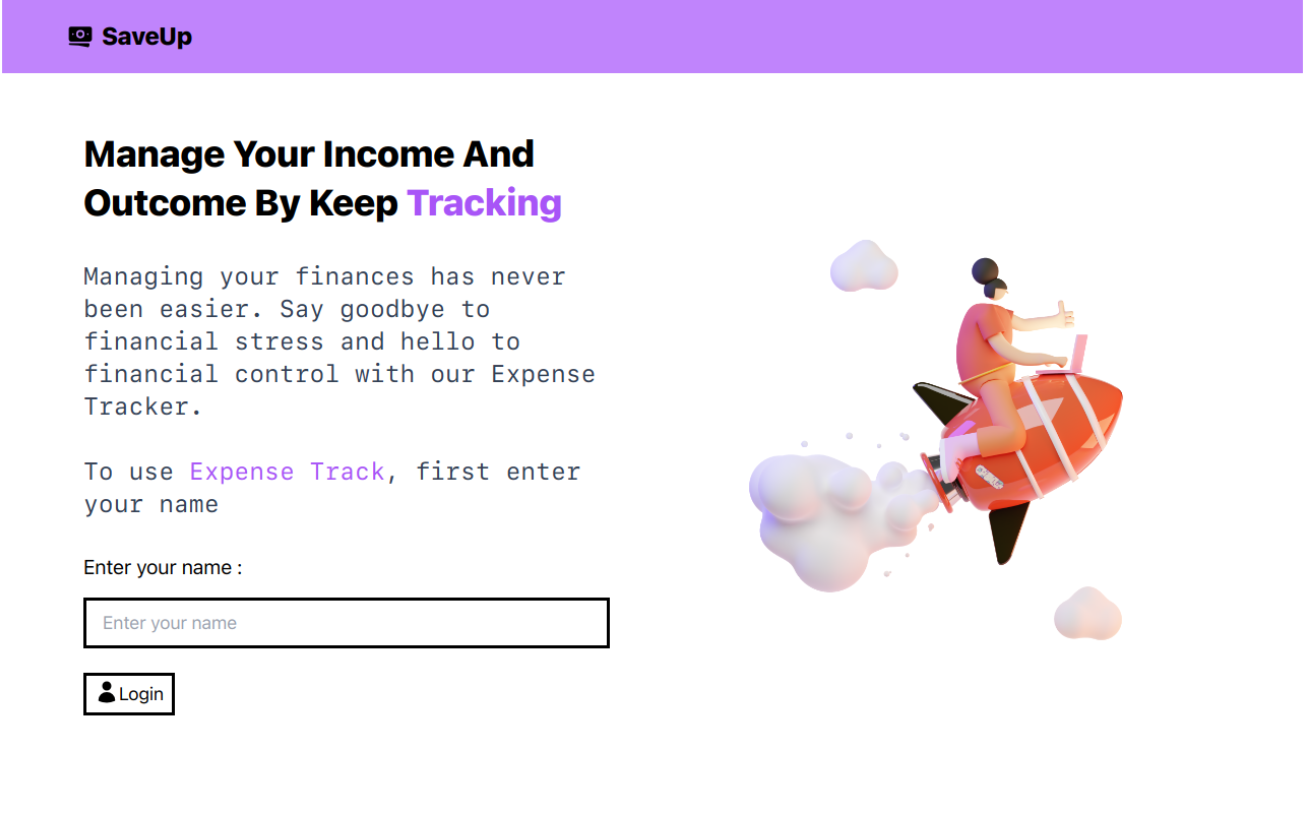 SaveUp
Manage Your Income And
Outcome By Keep Tracking
Managing your finances has never
been easier. Say goodbye to
financial stress and hello to
financial control with our Expense
Tracker.
To use Expense Track, first enter
your name
Enter your name :
Enter your name
Login